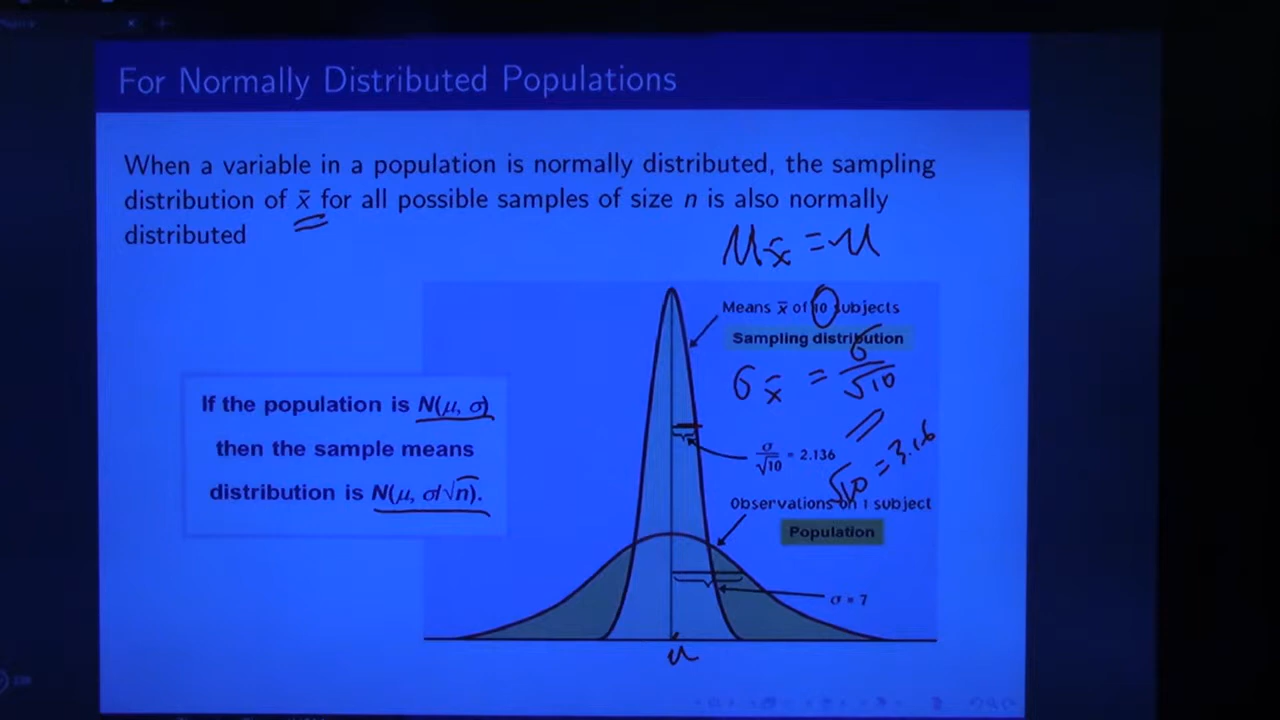 For Normally Distributed Populations
When a variable in a population is normally distributed, the sampling
distribution of x̄ for all possible samples of size n is also normally
distributed
μx̄ = μ
Means x̄ of 10 subjects
Sampling distribution
σx̄ = σ/√10
If the population is N(μ, σ)
then the sample means
distribution is N(μ, σ/√n).
σ/√10 = 2.136
√10 = 3.16
Observations on 1 subject
Population
σ = 7
μ